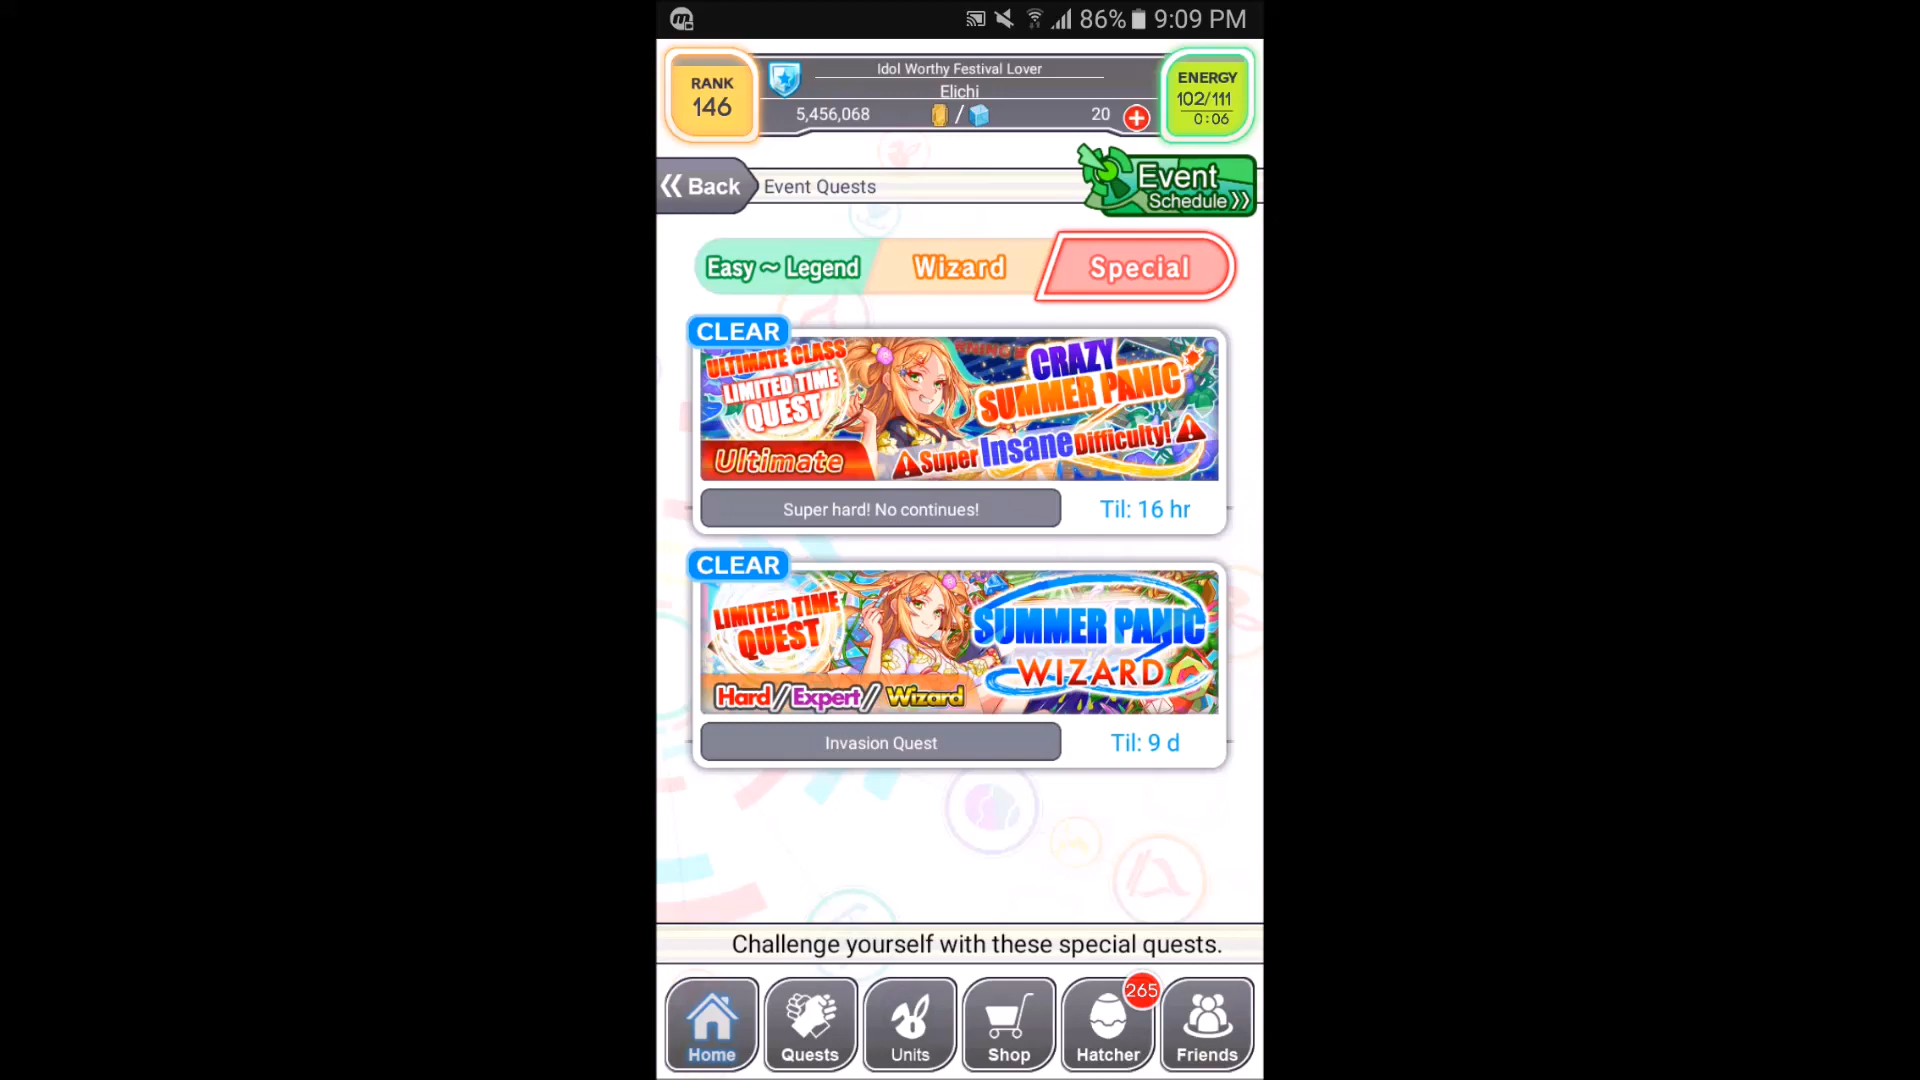 86% 9:09 PM
RANK
146
Idol Worthy Festival Lover
Elichi
5,456,068 / 20
ENERGY
102/111
0:06
Back
Event Quests
Event
Schedule
Easy ~ Legend
Wizard
Special
CLEAR
ULTIMATE CLASS
LIMITED TIME
QUEST
CRAZY
SUMMER PANIC
Super Insane Difficulty!
Ultimate
Super hard! No continues!
Til: 16 hr
CLEAR
LIMITED TIME
QUEST
SUMMER PANIC
WIZARD
Hard/Expert/Wizard
Invasion Quest
Til: 9 d
Challenge yourself with these special quests.
265
Home
Quests
Units
Shop
Hatcher
Friends